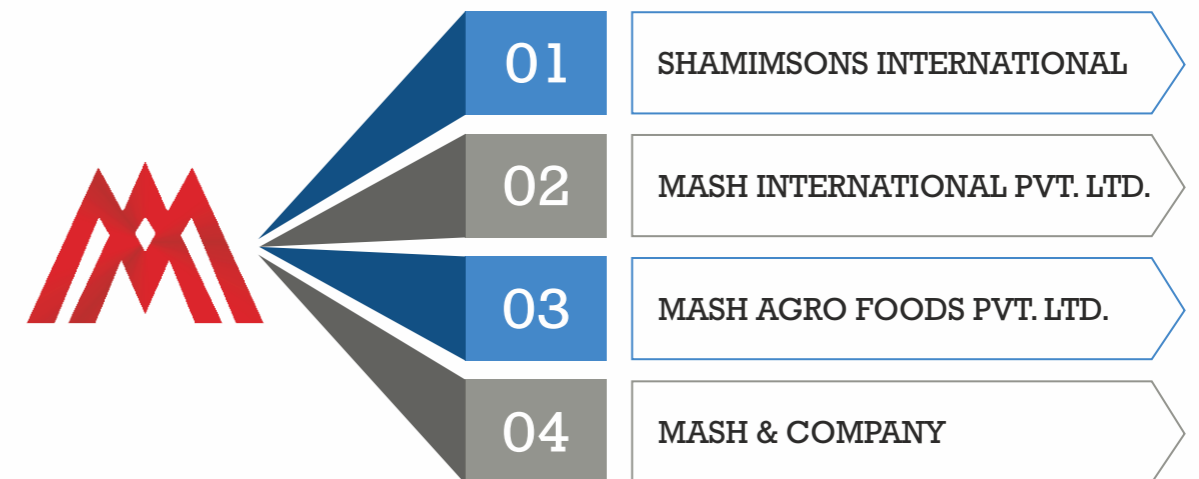 01
SHAMIMSONS INTERNATIONAL
02
MASH INTERNATIONAL PVT. LTD.
03
MASH AGRO FOODS PVT. LTD.
04
MASH & COMPANY